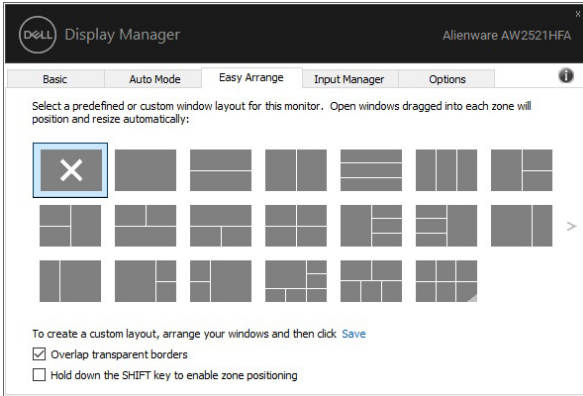 DELL Display Manager Alienware AW2521HFA
x
Basic Auto Mode Easy Arrange Input Manager Options i
Select a predefined or custom window layout for this monitor. Open windows dragged into each zone will
position and resize automatically:
>
To create a custom layout, arrange your windows and then click Save
Overlap transparent borders
Hold down the SHIFT key to enable zone positioning